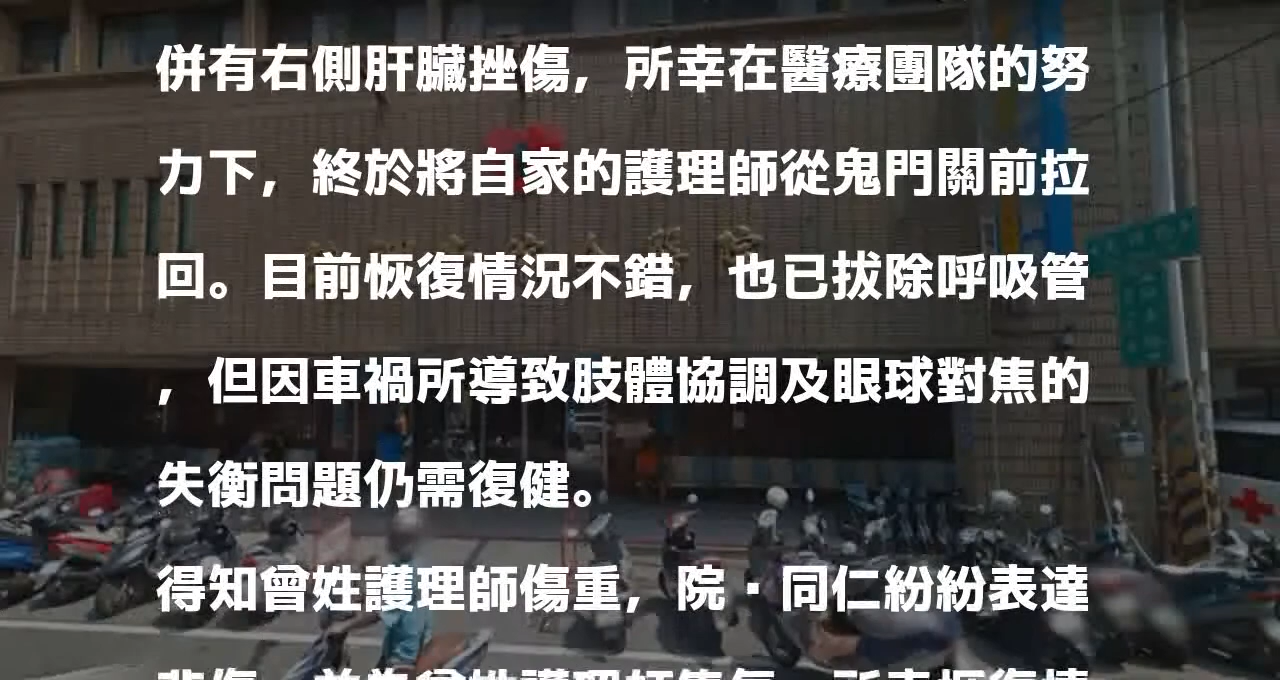 併有右側肝臟挫傷，所幸在醫療團隊的努
力下，終於將自家的護理師從鬼門關前拉
回。目前恢復情況不錯，也已拔除呼吸管
，但因車禍所導致肢體協調及眼球對焦的
失衡問題仍需復健。
得知曾姓護理師傷重，院·同仁紛紛表達